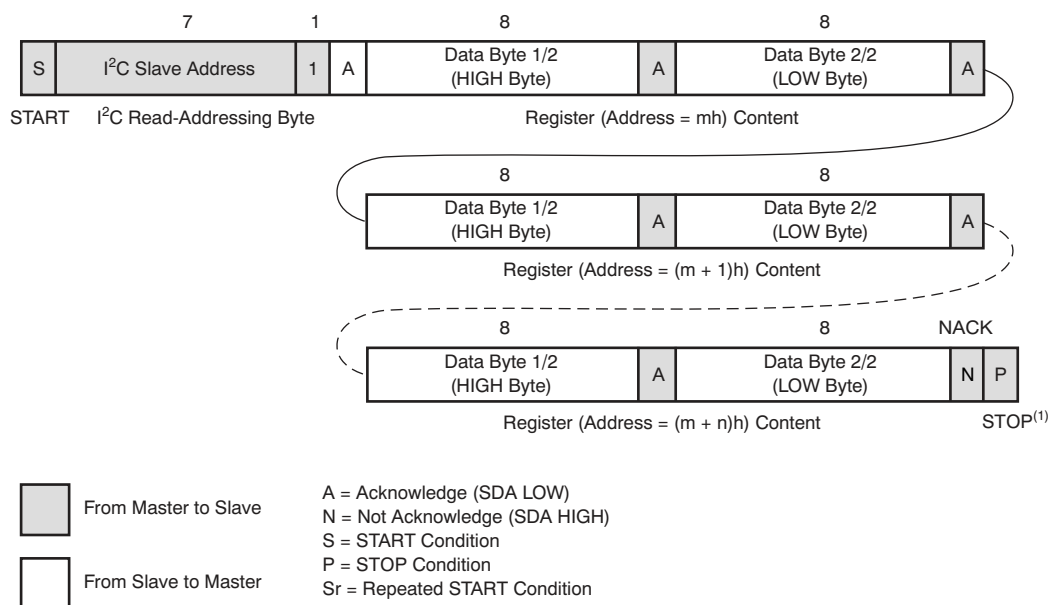 7 1 8 8
S I²C Slave Address 1 A Data Byte 1/2 (HIGH Byte) A Data Byte 2/2 (LOW Byte) A
START I²C Read-Addressing Byte Register (Address = mh) Content
8 8
Data Byte 1/2 (HIGH Byte) A Data Byte 2/2 (LOW Byte) A
Register (Address = (m + 1)h) Content
8 8 NACK
Data Byte 1/2 (HIGH Byte) A Data Byte 2/2 (LOW Byte) N P
Register (Address = (m + n)h) Content STOP⁽¹⁾
From Master to Slave
From Slave to Master
A = Acknowledge (SDA LOW)
N = Not Acknowledge (SDA HIGH)
S = START Condition
P = STOP Condition
Sr = Repeated START Condition